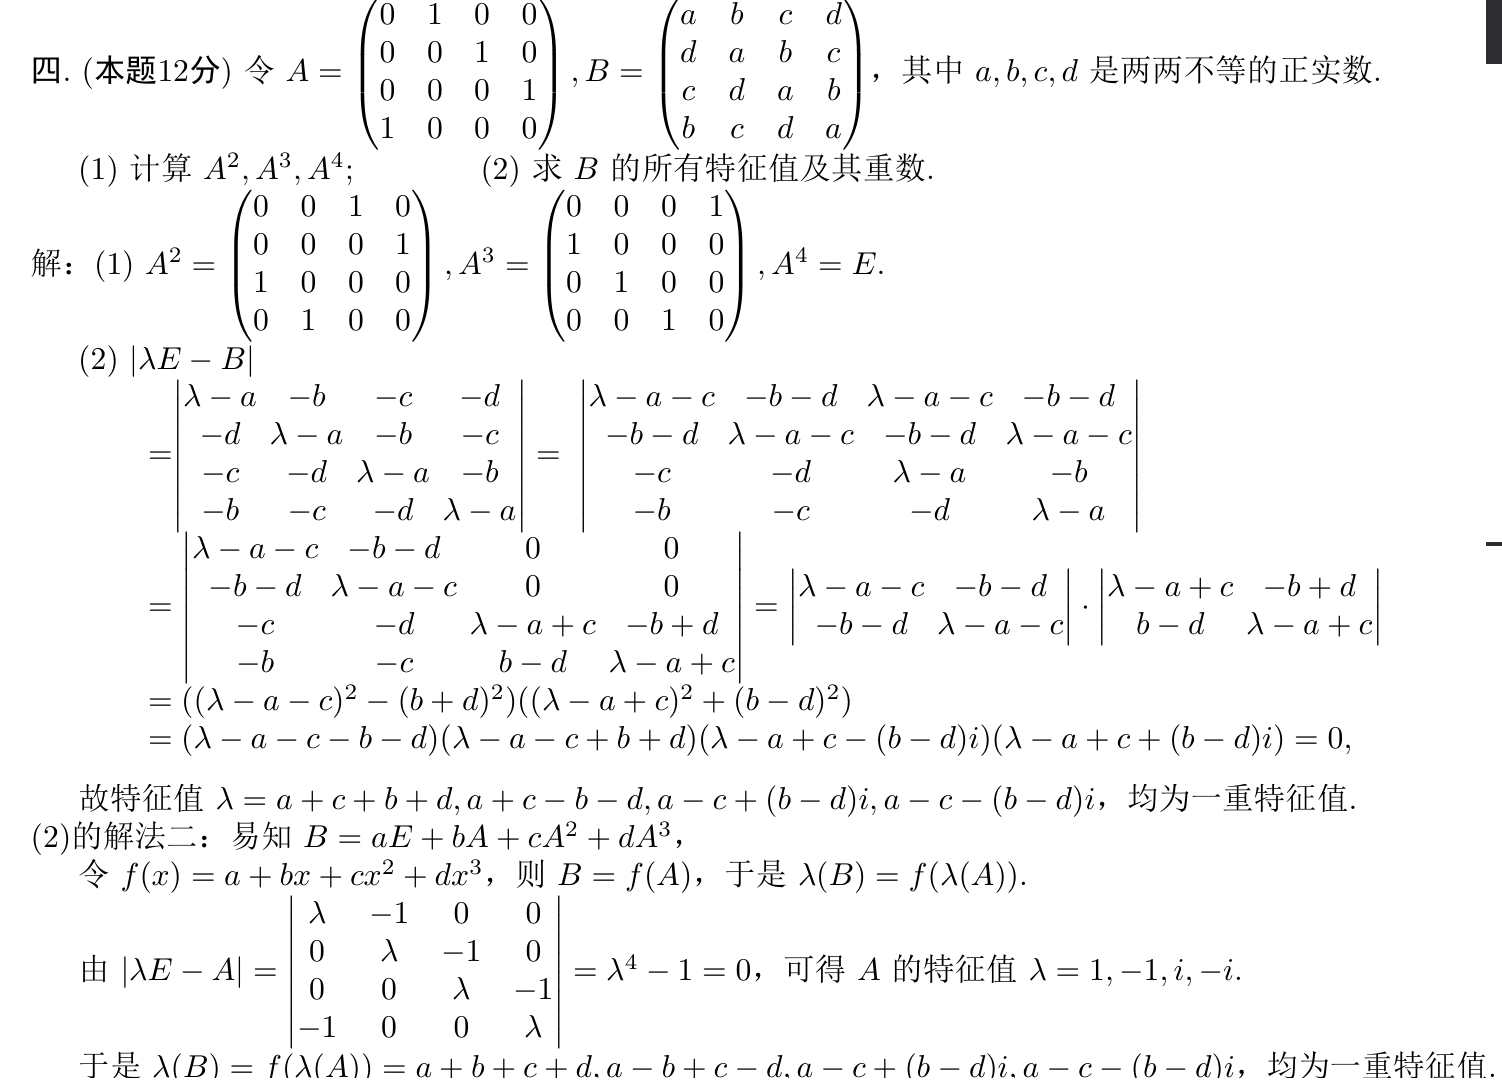 四. (本题12分) 令 $A = \begin{pmatrix} 0 & 1 & 0 & 0 \\ 0 & 0 & 1 & 0 \\ 0 & 0 & 0 & 1 \\ 1 & 0 & 0 & 0 \end{pmatrix}, B = \begin{pmatrix} a & b & c & d \\ d & a & b & c \\ c & d & a & b \\ b & c & d & a \end{pmatrix}$，其中 $a, b, c, d$ 是两两不等的正实数.
(1) 计算 $A^2, A^3, A^4$; (2) 求 $B$ 的所有特征值及其重数.
解：(1) $A^2 = \begin{pmatrix} 0 & 0 & 1 & 0 \\ 0 & 0 & 0 & 1 \\ 1 & 0 & 0 & 0 \\ 0 & 1 & 0 & 0 \end{pmatrix}, A^3 = \begin{pmatrix} 0 & 0 & 0 & 1 \\ 1 & 0 & 0 & 0 \\ 0 & 1 & 0 & 0 \\ 0 & 0 & 1 & 0 \end{pmatrix}, A^4 = E.$
(2) $|\lambda E - B|$
$= \begin{vmatrix} \lambda - a & -b & -c & -d \\ -d & \lambda - a & -b & -c \\ -c & -d & \lambda - a & -b \\ -b & -c & -d & \lambda - a \end{vmatrix} = \begin{vmatrix} \lambda - a - c & -b - d & \lambda - a - c & -b - d \\ -b - d & \lambda - a - c & -b - d & \lambda - a - c \\ -c & -d & \lambda - a & -b \\ -b & -c & -d & \lambda - a \end{vmatrix}$
$= \begin{vmatrix} \lambda - a - c & -b - d & 0 & 0 \\ -b - d & \lambda - a - c & 0 & 0 \\ -c & -d & \lambda - a + c & -b + d \\ -b & -c & b - d & \lambda - a + c \end{vmatrix} = \begin{vmatrix} \lambda - a - c & -b - d \\ -b - d & \lambda - a - c \end{vmatrix} \cdot \begin{vmatrix} \lambda - a + c & -b + d \\ b - d & \lambda - a + c \end{vmatrix}$
$= ((\lambda - a - c)^2 - (b + d)^2)((\lambda - a + c)^2 + (b - d)^2)$
$= (\lambda - a - c - b - d)(\lambda - a - c + b + d)(\lambda - a + c - (b - d)i)(\lambda - a + c + (b - d)i) = 0,$
故特征值 $\lambda = a + c + b + d, a + c - b - d, a - c + (b - d)i, a - c - (b - d)i$，均为一重特征值.
(2)的解法二：易知 $B = aE + bA + cA^2 + dA^3$，
令 $f(x) = a + bx + cx^2 + dx^3$，则 $B = f(A)$，于是 $\lambda(B) = f(\lambda(A))$.
由 $|\lambda E - A| = \begin{vmatrix} \lambda & -1 & 0 & 0 \\ 0 & \lambda & -1 & 0 \\ 0 & 0 & \lambda & -1 \\ -1 & 0 & 0 & \lambda \end{vmatrix} = \lambda^4 - 1 = 0$，可得 $A$ 的特征值 $\lambda = 1, -1, i, -i$.
于是 $\lambda(B) = f(\lambda(A)) = a + b + c + d, a - b + c - d, a - c + (b - d)i, a - c - (b - d)i$，均为一重特征值.